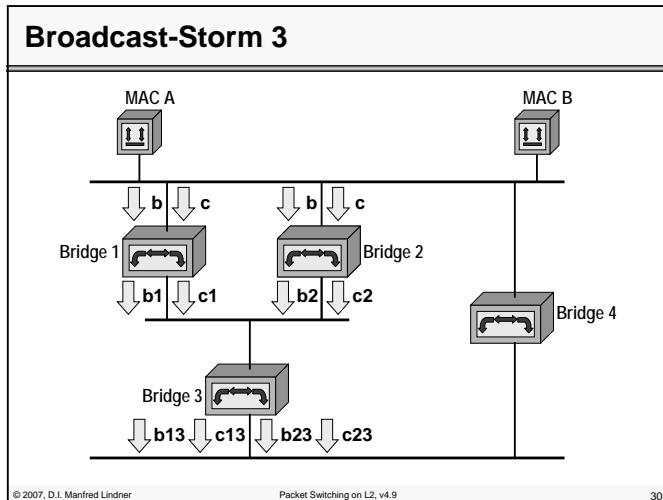 Broadcast-Storm 3
MAC A MAC B
b c b c
Bridge 1 Bridge 2
b1 c1 b2 c2
Bridge 4
Bridge 3
b13 c13 b23 c23
© 2007, D.I. Manfred Lindner Packet Switching on L2, v4.9 30